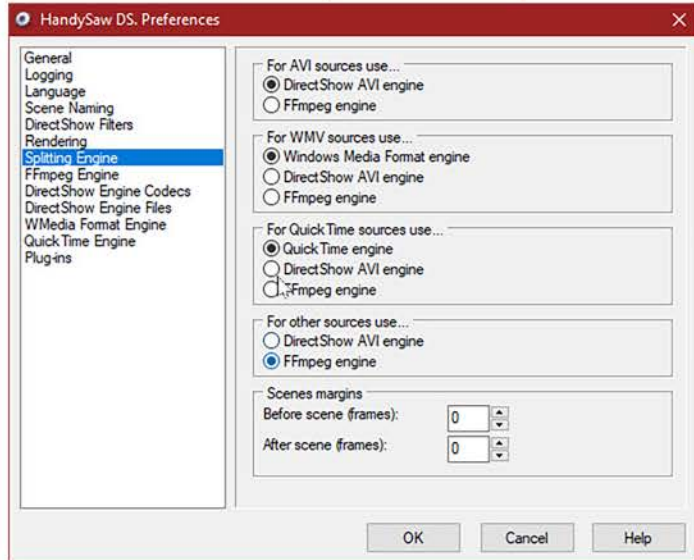 HandySaw DS. Preferences
General
Logging
Language
Scene Naming
DirectShow Filters
Rendering
Splitting Engine
FFmpeg Engine
DirectShow Engine Codecs
DirectShow Engine Files
WMedia Format Engine
QuickTime Engine
Plug-ins
For AVI sources use...
DirectShow AVI engine
FFmpeg engine
For WMV sources use...
Windows Media Format engine
DirectShow AVI engine
FFmpeg engine
For QuickTime sources use...
QuickTime engine
DirectShow AVI engine
FFmpeg engine
For other sources use...
DirectShow AVI engine
FFmpeg engine
Scenes margins
Before scene (frames): 0
After scene (frames): 0
OK Cancel Help